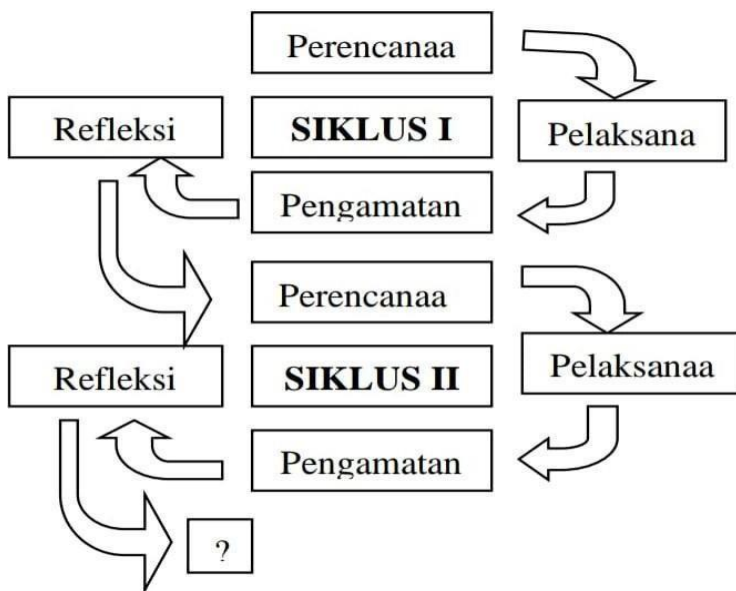 Perencanaa
Refleksi
SIKLUS I
Pelaksana
Pengamatan
Perencanaa
Refleksi
SIKLUS II
Pelaksanaa
Pengamatan
?